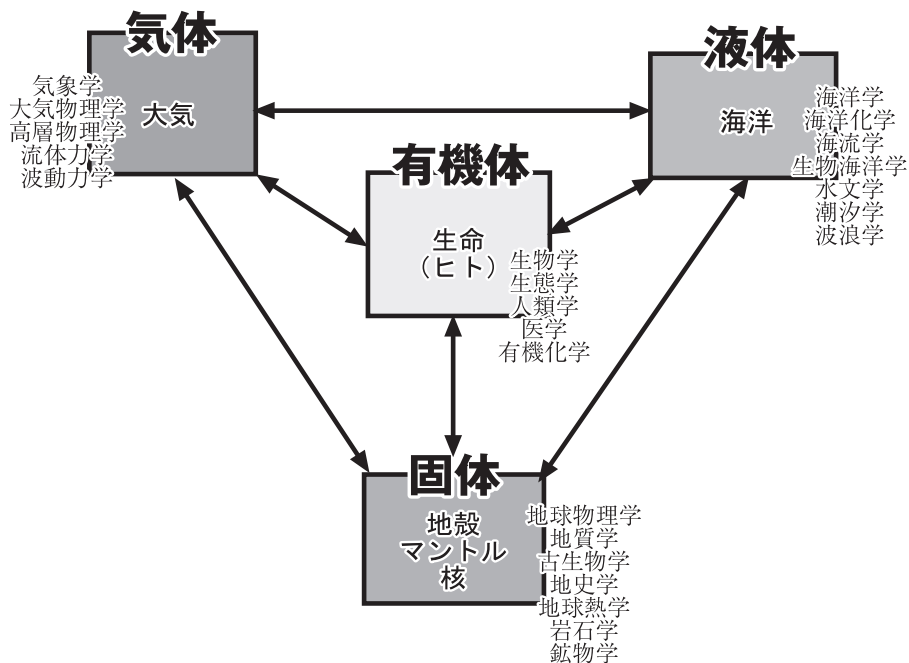 気体
大気
気象学
大気物理学
高層物理学
流体力学
波動力学
液体
海洋
海洋学
海洋化学
海流学
生物海洋学
水文学
潮汐学
波浪学
有機体
生命
（ヒト）
生物学
生態学
人類学
医学
有機化学
固体
地殻
マントル
核
地球物理学
地質学
古生物学
地史学
地球熱学
岩石学
鉱物学